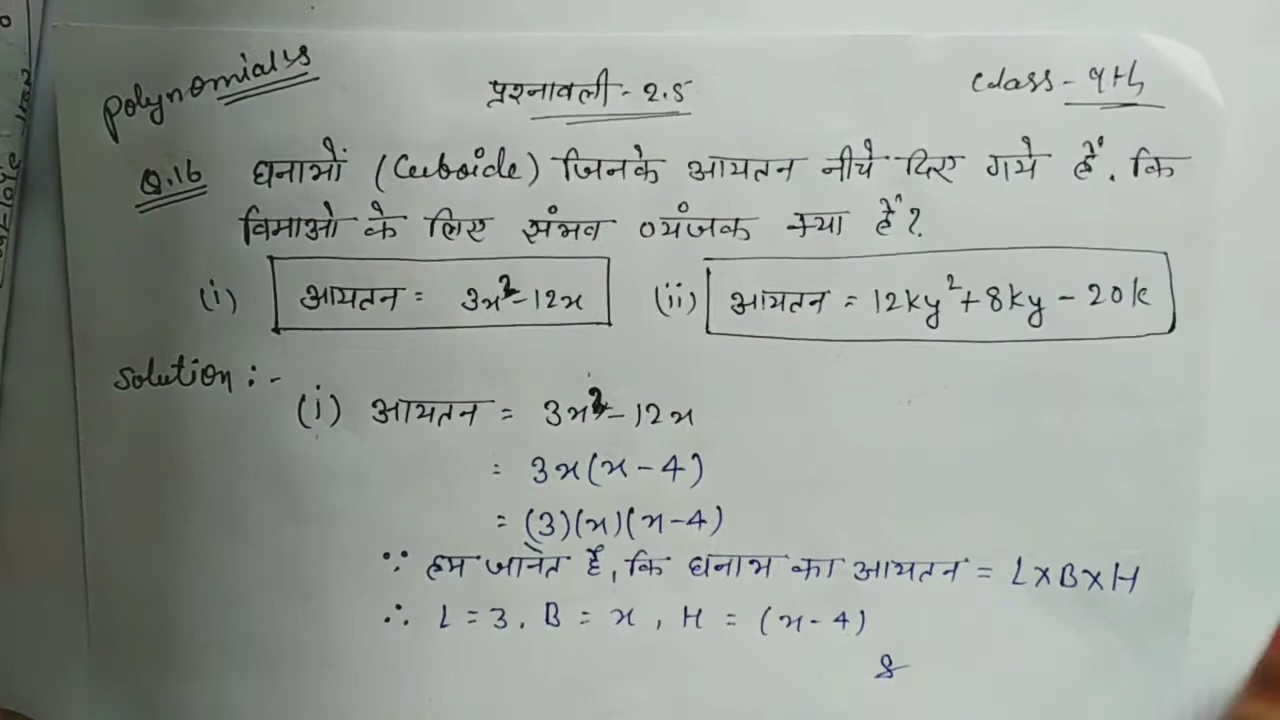 Polynomials
प्रश्नावली - 2.5
Class - 9th
Q.16 घनाभों (Cuboide) जिनके आयतन नीचे दिए गये हैं. कि
विमाओ के लिए संभव व्यंजक क्या हैं?
(i) आयतन = 3x²-12x (ii) आयतन = 12ky²+8ky-20k
Solution :-
(i) आयतन = 3x²-12x
= 3x(x-4)
= (3)(x)(x-4)
∵ हम जानते हैं, कि घनाभ का आयतन = L×B×H
∴ L=3, B=x, H=(x-4)